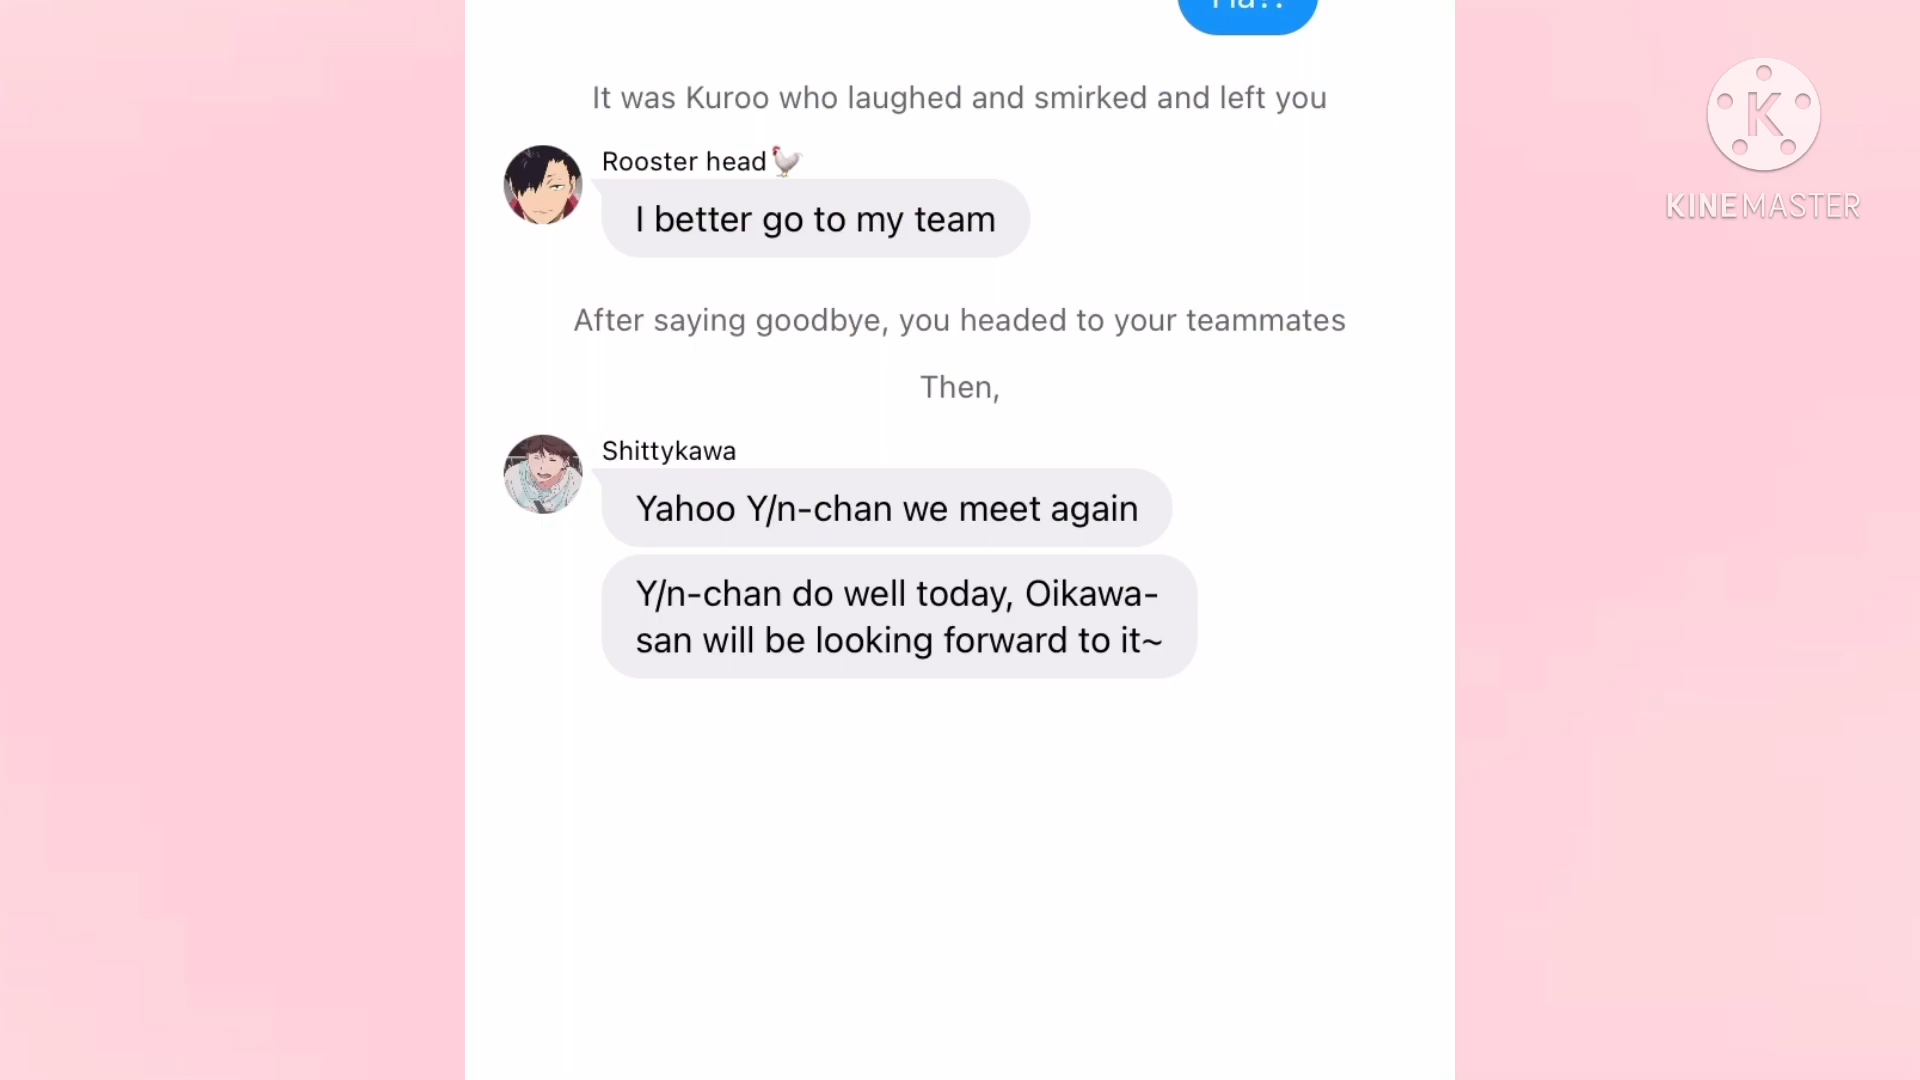 It was Kuroo who laughed and smirked and left you
Rooster head🐓
I better go to my team
After saying goodbye, you headed to your teammates
Then,
Shittykawa
Yahoo Y/n-chan we meet again
Y/n-chan do well today, Oikawa-
san will be looking forward to it~
K
KINEMASTER